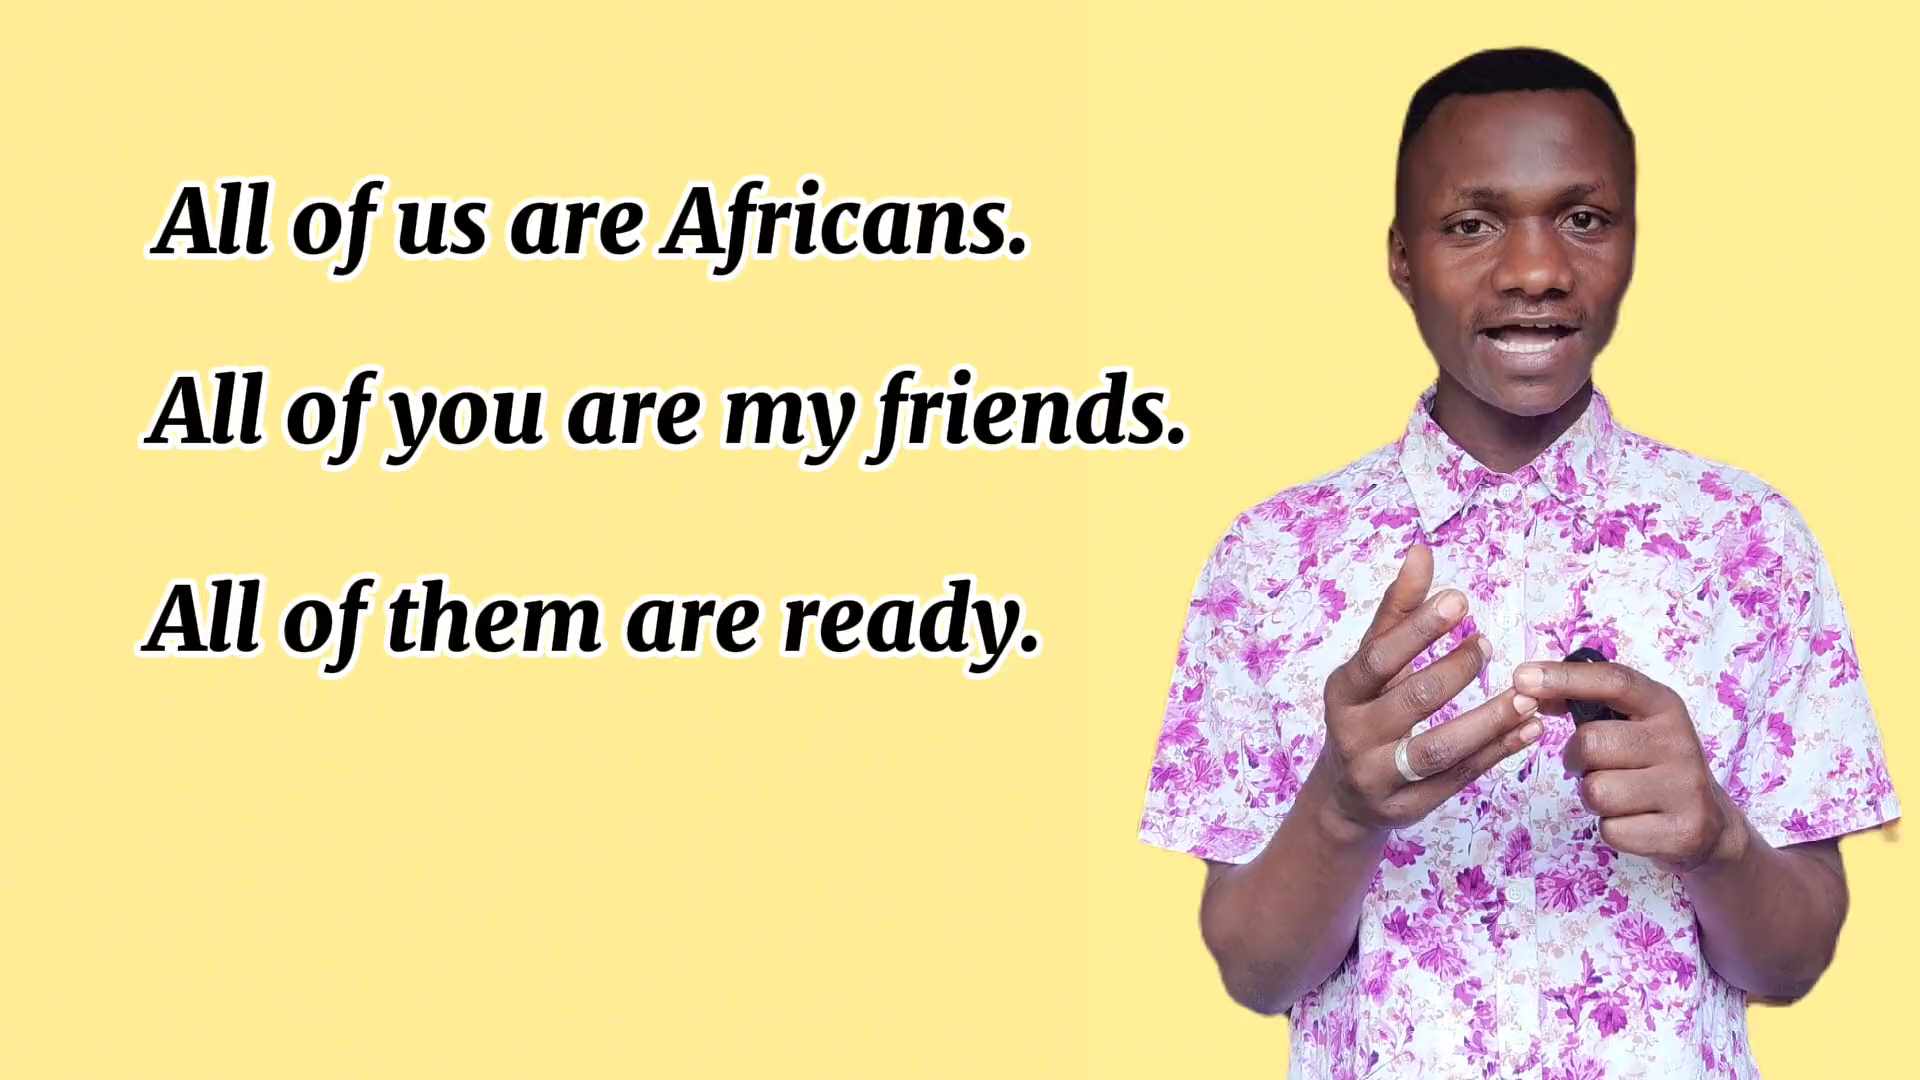 All of us are Africans.
All of you are my friends.
All of them are ready.